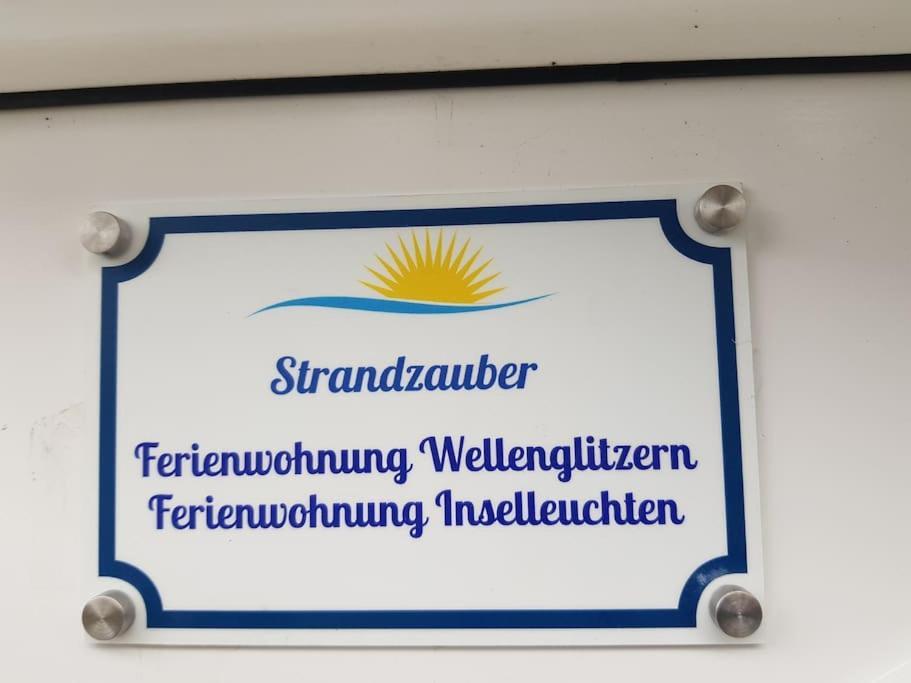 Strandzauber
Ferienwohnung Wellenglitzern
Ferienwohnung Inselleuchten